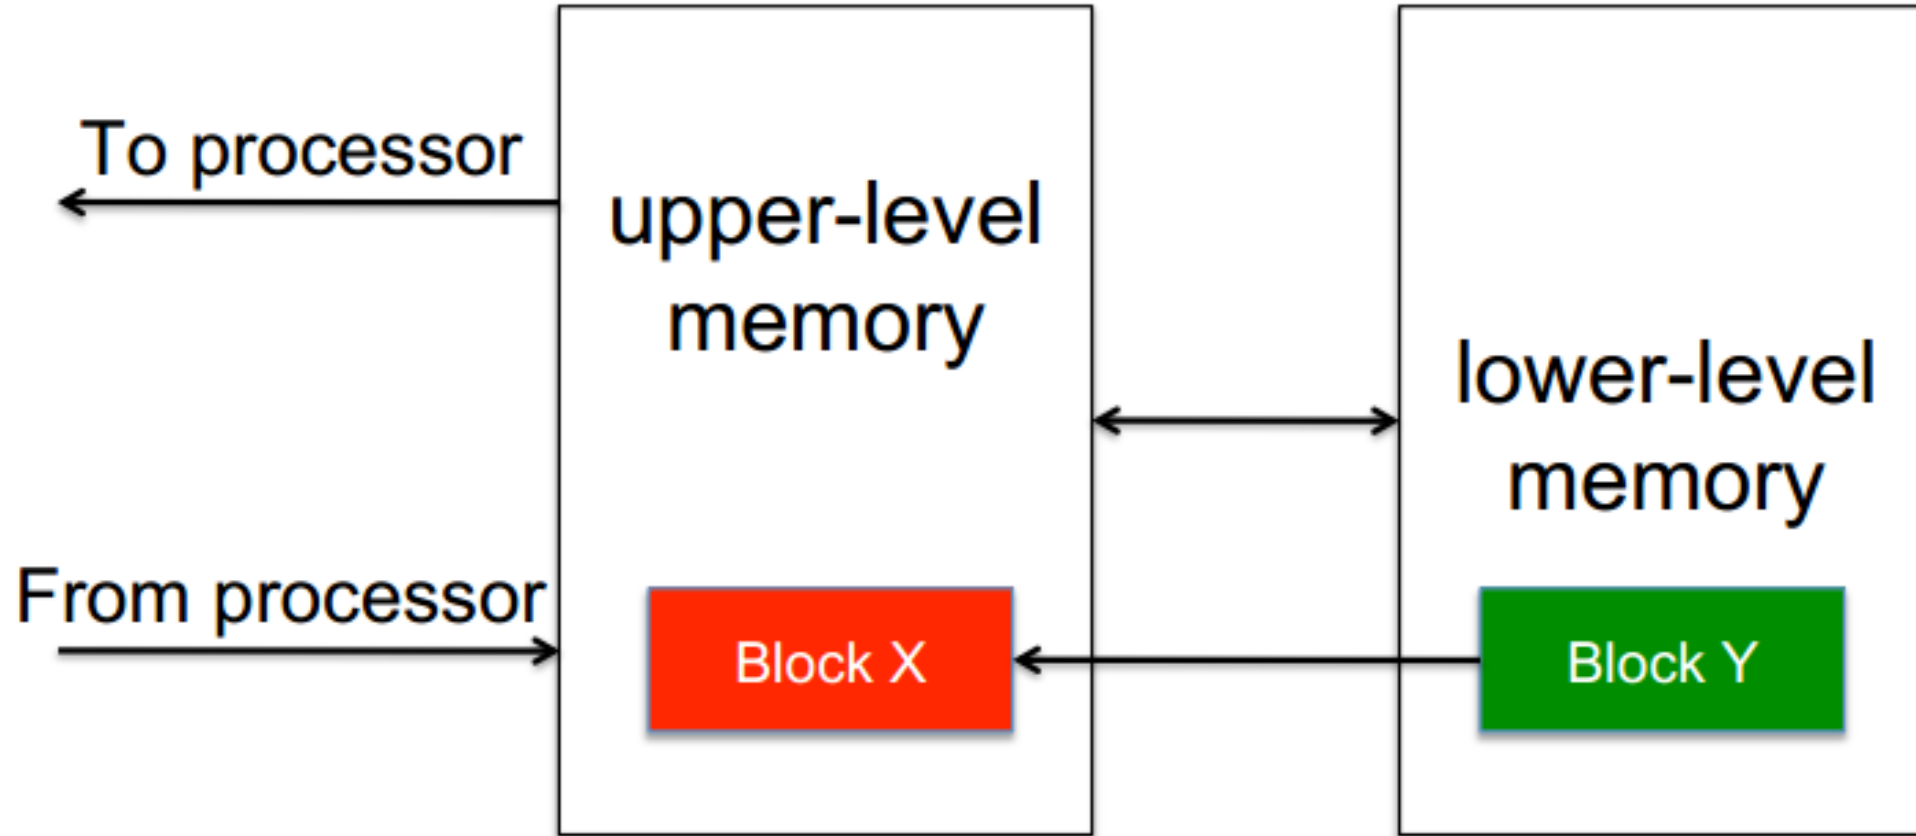 To processor
upper-level
memory
lower-level
memory
From processor
Block X
Block Y